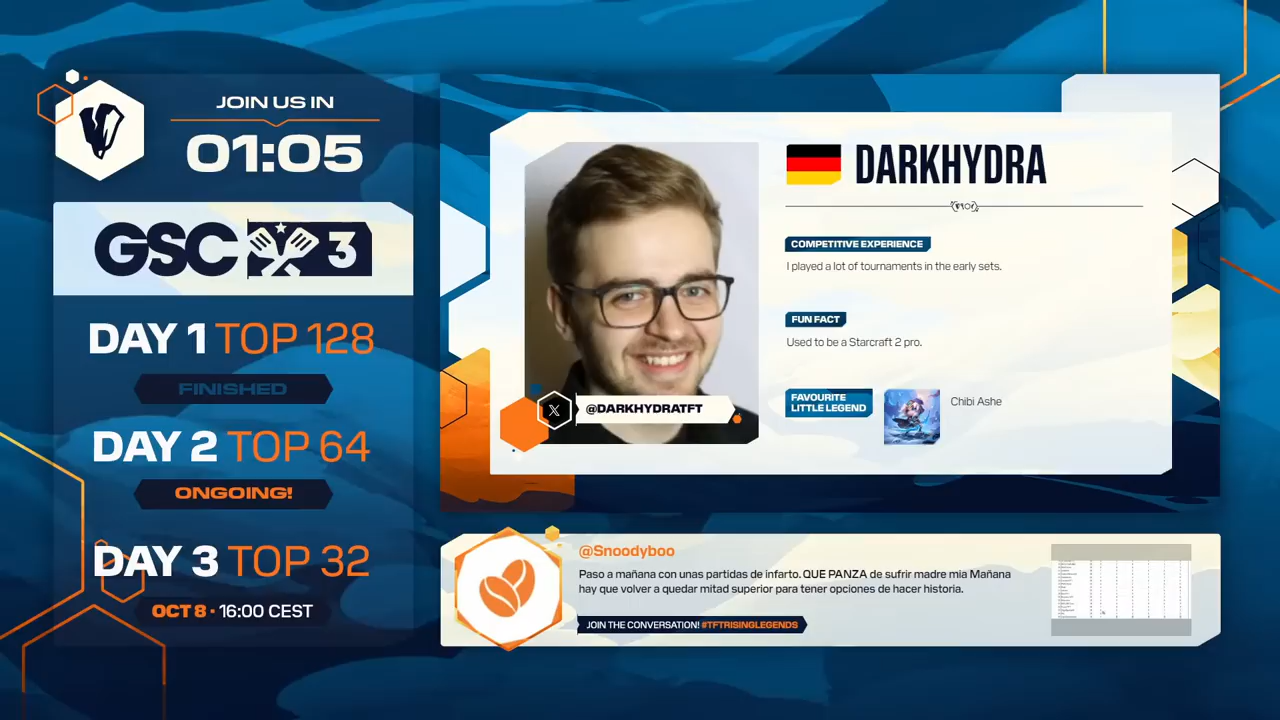 JOIN US IN
01:05
GSC 3
DAY 1 TOP 128
FINISHED
DAY 2 TOP 64
ONGOING!
DAY 3 TOP 32
OCT 8 · 16:00 CEST
DARKHYDRA
COMPETITIVE EXPERIENCE
I played a lot of tournaments in the early sets.
FUN FACT
Used to be a Starcraft 2 pro.
FAVOURITE
LITTLE LEGEND
Chibi Ashe
@DARKHYDRATFT
@Snoodyboo
Paso a mañana con unas partidas de infarto. QUE PANZA de sufrir madre mia Mañana
hay que volver a quedar mitad superior para tener opciones de hacer historia.
JOIN THE CONVERSATION! #TFTRISINGLEGENDS